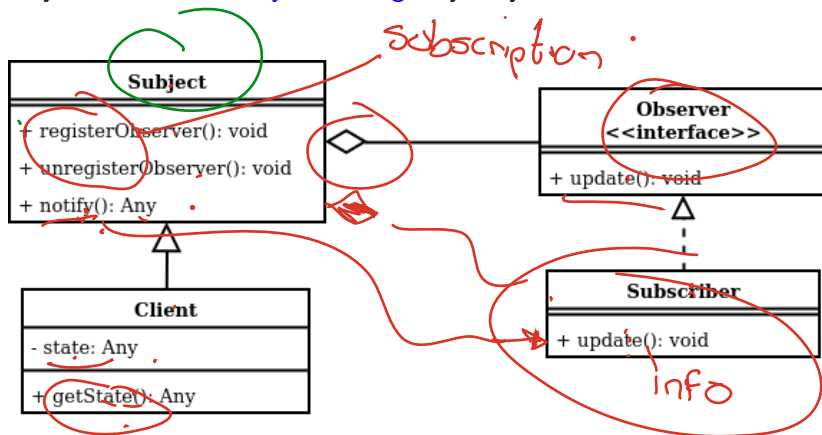 subscription
Subject
+ registerObserver(): void
+ unregisterObserver(): void
+ notify(): Any
Observer
<<interface>>
+ update(): void
Client
- state: Any
+ getState(): Any
Subscriber
+ update(): void
info